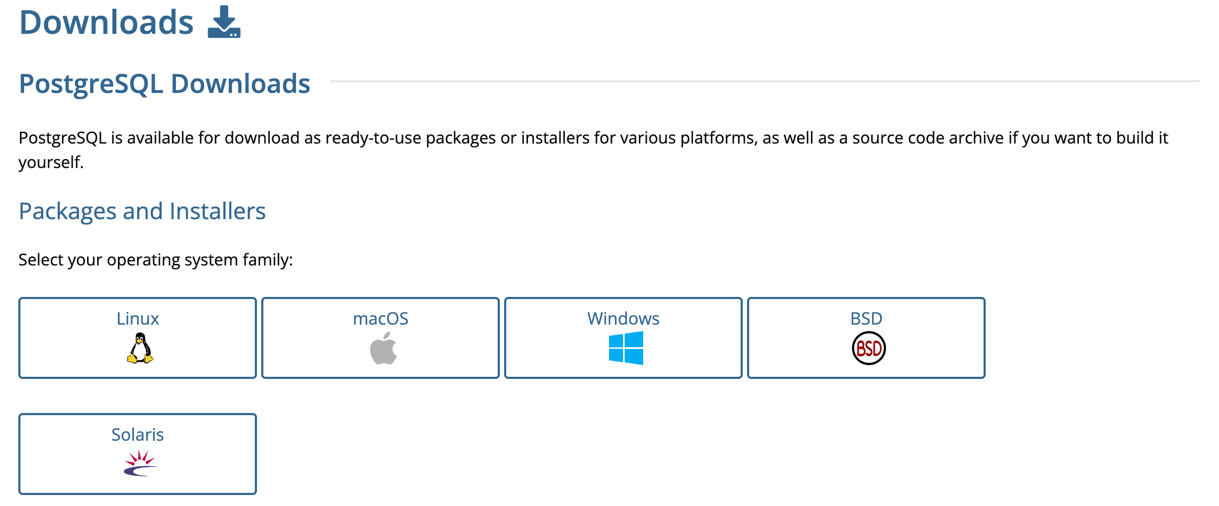 Downloads
PostgreSQL Downloads
PostgreSQL is available for download as ready-to-use packages or installers for various platforms, as well as a source code archive if you want to build it
yourself.
Packages and Installers
Select your operating system family:
Linux
macOS
Windows
BSD
BSD
Solaris